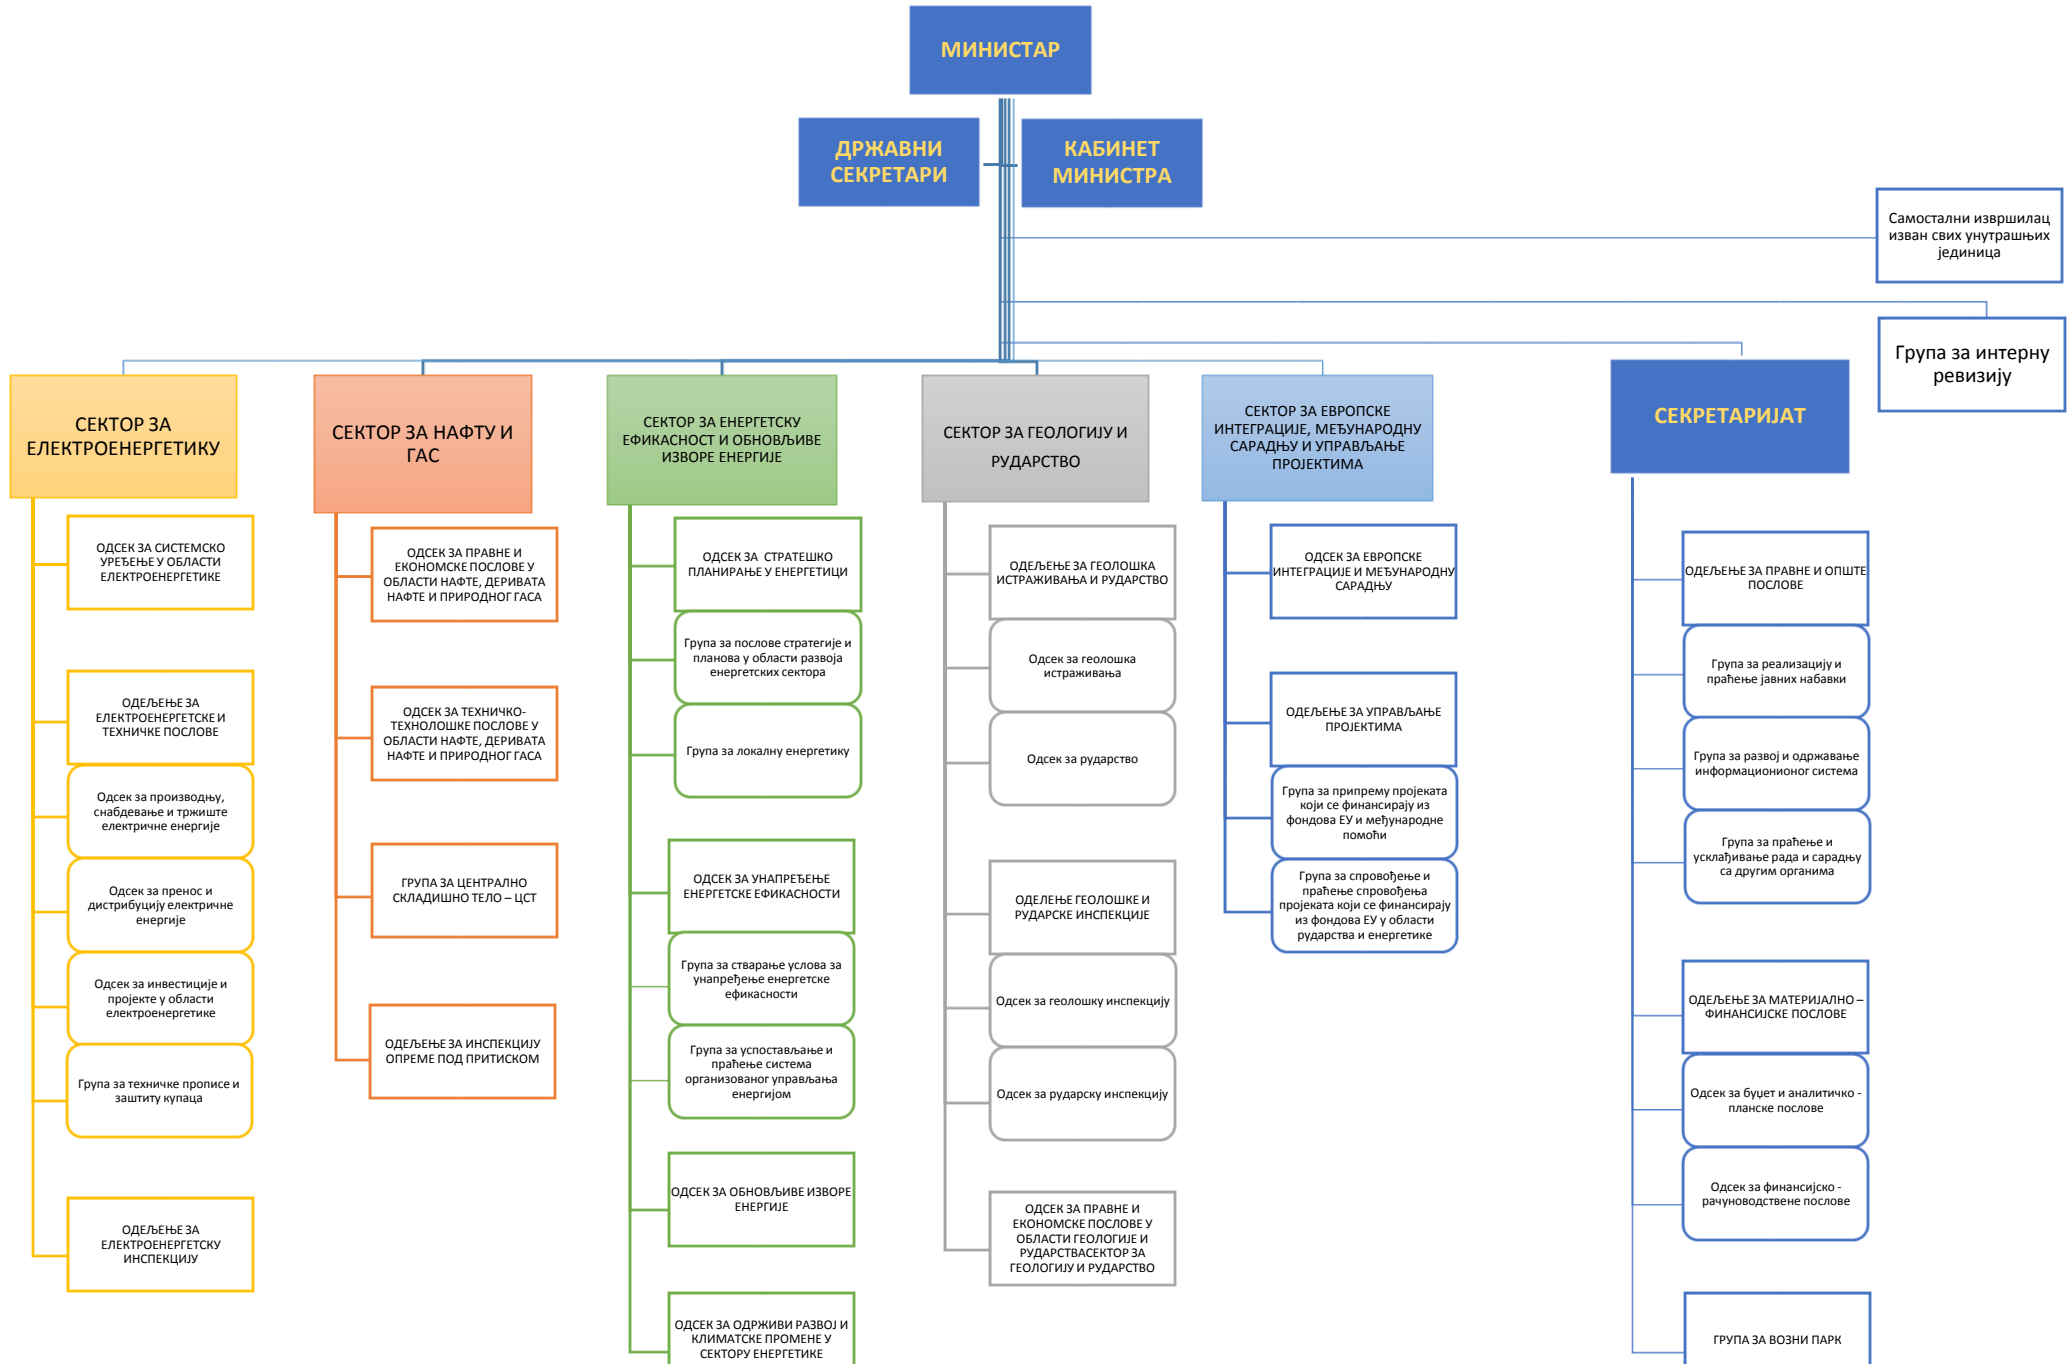 МИНИСТАР
ДРЖАВНИ
СЕКРЕТАРИ
КАБИНЕТ
МИНИСТРА
Самостални извршилац
изван свих унутрашњих
јединица
Група за интерну
ревизију
СЕКТОР ЗА
ЕЛЕКТРОЕНЕРГЕТИКУ
ОДСЕК ЗА СИСТЕМСКО
УРЕЂЕЊЕ У ОБЛАСТИ
ЕЛЕКТРОЕНЕРГЕТИКЕ
ОДЕЉЕЊЕ ЗА
ЕЛЕКТРОЕНЕРГЕТСКЕ И
ТЕХНИЧКЕ ПОСЛОВЕ
Одсек за производњу,
снабдевање и тржиште
електричне енергије
Одсек за пренос и
дистрибуцију електричне
енергије
Одсек за инвестиције и
пројекте у области
електроенергетике
Група за техничке прописе и
заштиту купаца
ОДЕЉЕЊЕ ЗА
ЕЛЕКТРОЕНЕРГЕТСКУ
ИНСПЕКЦИЈУ
СЕКТОР ЗА НАФТУ И
ГАС
ОДСЕК ЗА ПРАВНЕ И
ЕКОНОМСКЕ ПОСЛОВЕ У
ОБЛАСТИ НАФТЕ, ДЕРИВАТА
НАФТЕ И ПРИРОДНОГ ГАСА
ОДСЕК ЗА ТЕХНИЧКО-
ТЕХНОЛОШКЕ ПОСЛОВЕ У
ОБЛАСТИ НАФТЕ, ДЕРИВАТА
НАФТЕ И ПРИРОДНОГ ГАСА
ГРУПА ЗА ЦЕНТРАЛНО
СКЛАДИШНО ТЕЛО – ЦСТ
ОДЕЉЕЊЕ ЗА ИНСПЕКЦИЈУ
ОПРЕМЕ ПОД ПРИТИСКОМ
СЕКТОР ЗА ЕНЕРГЕТСКУ
ЕФИКАСНОСТ И ОБНОВЉИВЕ
ИЗВОРЕ ЕНЕРГИЈЕ
ОДСЕК ЗА СТРАТЕШКО
ПЛАНИРАЊЕ У ЕНЕРГЕТИЦИ
Група за послове стратегије и
планова у области развоја
енергетских сектора
Група за локалну енергетику
ОДСЕК ЗА УНАПРЕЂЕЊЕ
ЕНЕРГЕТСКЕ ЕФИКАСНОСТИ
Група за стварање услова за
унапређење енергетске
ефикасности
Група за успостављање и
праћење система
организованог управљања
енергијом
ОДСЕК ЗА ОБНОВЉИВЕ ИЗВОРЕ
ЕНЕРГИЈЕ
ОДСЕК ЗА ОДРЖИВИ РАЗВОЈ И
КЛИМАТСКЕ ПРОМЕНЕ У
СЕКТОРУ ЕНЕРГЕТИКЕ
СЕКТОР ЗА ГЕОЛОГИЈУ И
РУДАРСТВО
ОДЕЉЕЊЕ ЗА ГЕОЛОШКА
ИСТРАЖИВАЊА И РУДАРСТВО
Одсек за геолошка
истраживања
Одсек за рударство
ОДЕЛЕЊЕ ГЕОЛОШКЕ И
РУДАРСКЕ ИНСПЕКЦИЈЕ
Одсек за геолошку инспекцију
Одсек за рударску инспекцију
ОДСЕК ЗА ПРАВНЕ И
ЕКОНОМСКЕ ПОСЛОВЕ У
ОБЛАСТИ ГЕОЛОГИЈЕ И
РУДАРСТВАСЕКТОР ЗА
ГЕОЛОГИЈУ И РУДАРСТВО
СЕКТОР ЗА ЕВРОПСКЕ
ИНТЕГРАЦИЈЕ, МЕЂУНАРОДНУ
САРАДЊУ И УПРАВЉАЊЕ
ПРОЈЕКТИМА
ОДСЕК ЗА ЕВРОПСКЕ
ИНТЕГРАЦИЈЕ И МЕЂУНАРОДНУ
САРАДЊУ
ОДЕЉЕЊЕ ЗА УПРАВЉАЊЕ
ПРОЈЕКТИМА
Група за припрему пројеката
који се финансирају из
фондова ЕУ и међународне
помоћи
Група за спровођење и
праћење спровођења
пројеката који се финансирају
из фондова ЕУ у области
рударства и енергетике
СЕКРЕТАРИЈАТ
ОДЕЉЕЊЕ ЗА ПРАВНЕ И ОПШТЕ
ПОСЛОВЕ
Група за реализацију и
праћење јавних набавки
Група за развој и одржавање
информационионог система
Група за праћење и
усклађивање рада и сарадњу
са другим органима
ОДЕЉЕЊЕ ЗА МАТЕРИЈАЛНО –
ФИНАНСИЈСКЕ ПОСЛОВЕ
Одсек за буџет и аналитичко -
планске послове
Одсек за финансијско -
рачуноводствене послове
ГРУПА ЗА ВОЗНИ ПАРК